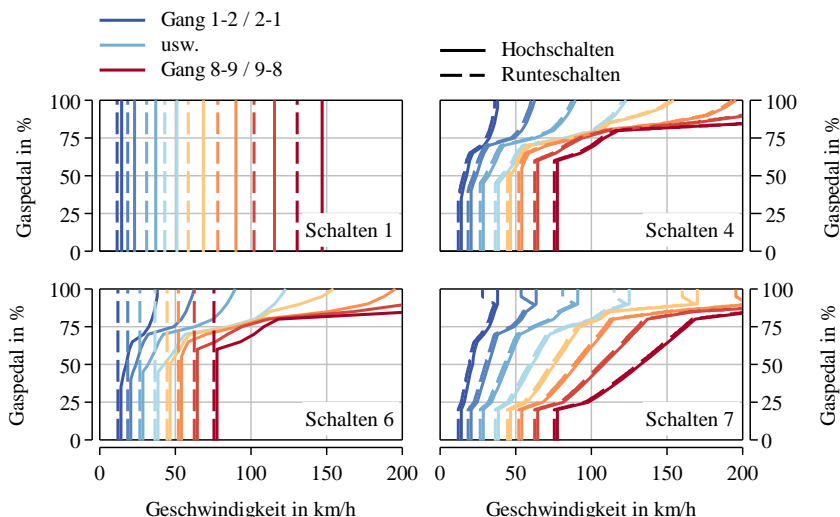 Gang 1-2 / 2-1
usw.
Gang 8-9 / 9-8
Hochschalten
Runteschalten
100
75
50
25
0
Gaspedal in %
Schalten 1
100
75
50
25
0
Gaspedal in %
Schalten 4
100
75
50
25
0
Gaspedal in %
Schalten 6
100
75
50
25
0
Gaspedal in %
Schalten 7
0 50 100 150 200
Geschwindigkeit in km/h
0 50 100 150 200
Geschwindigkeit in km/h